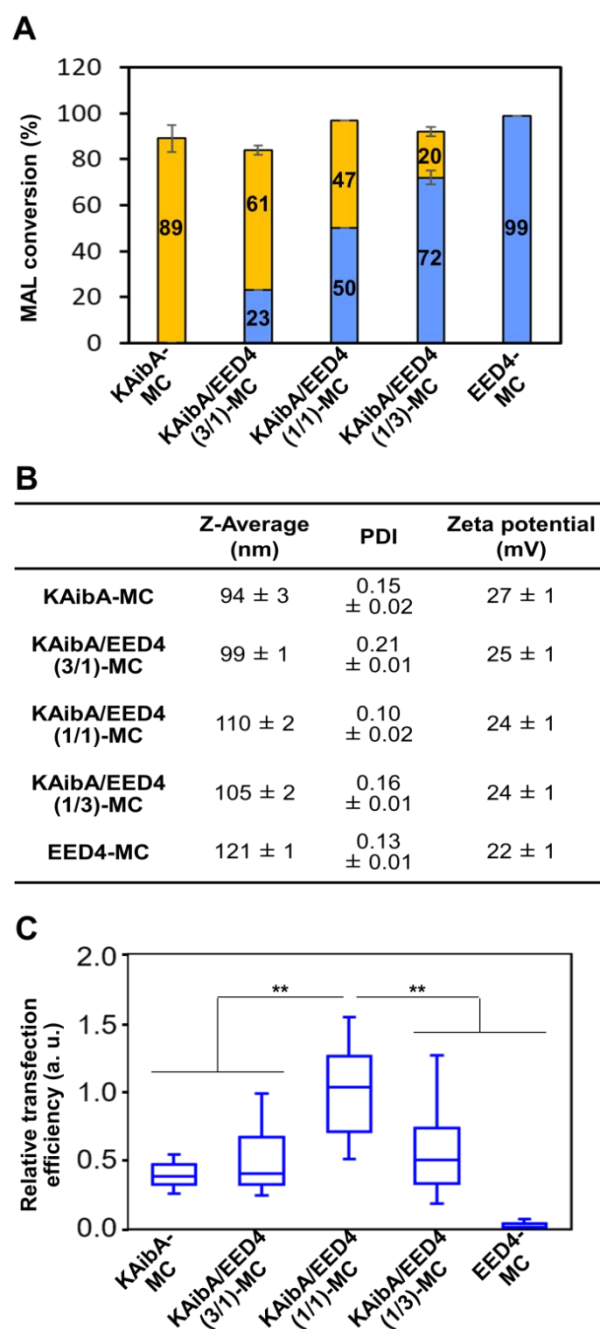 A
MAL conversion (%)
120
100
80
60
40
20
0
89
61
23
47
50
20
72
99
KAibA-
MC
KAibA/EED4
(3/1)-MC
KAibA/EED4
(1/1)-MC
KAibA/EED4
(1/3)-MC
EED4-
MC
B
Z-Average
(nm)
PDI
Zeta potential
(mV)
KAibA-MC 94 ± 3 0.15
± 0.02 27 ± 1
KAibA/EED4
(3/1)-MC 99 ± 1 0.21
± 0.01 25 ± 1
KAibA/EED4
(1/1)-MC 110 ± 2 0.10
± 0.02 24 ± 1
KAibA/EED4
(1/3)-MC 105 ± 2 0.16
± 0.01 24 ± 1
EED4-MC 121 ± 1 0.13
± 0.01 22 ± 1
C
Relative transfection
efficiency (a. u.)
2.0
1.5
1.0
0.5
0.0
** **
KAibA-
MC
KAibA/EED4
(3/1)-MC
KAibA/EED4
(1/1)-MC
KAibA/EED4
(1/3)-MC
EED4-
MC